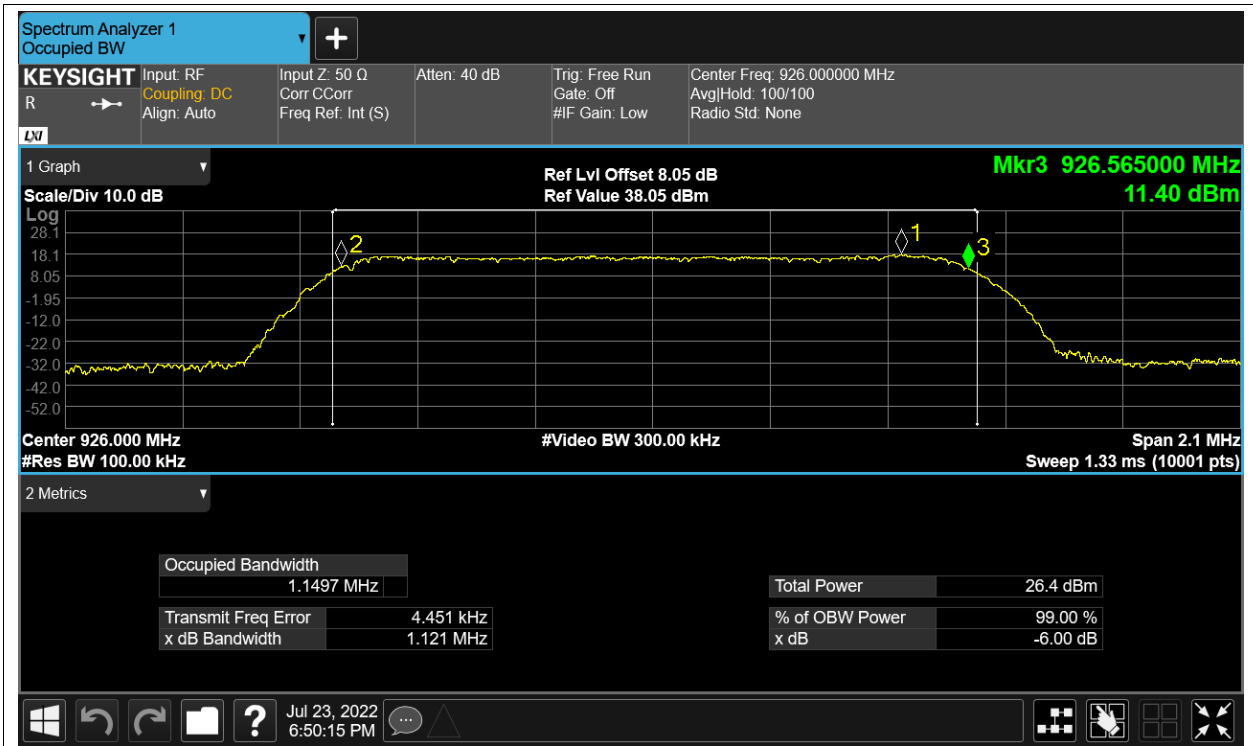 Spectrum Analyzer 1
Occupied BW
KEYSIGHT
R
LXI
Input: RF
Coupling: DC
Align: Auto
Input Z: 50 Ω
Corr CCorr
Freq Ref: Int (S)
Atten: 40 dB
Trig: Free Run
Gate: Off
#IF Gain: Low
Center Freq: 926.000000 MHz
Avg|Hold: 100/100
Radio Std: None
1 Graph
Scale/Div 10.0 dB
Ref Lvl Offset 8.05 dB
Ref Value 38.05 dBm
Mkr3 926.565000 MHz
11.40 dBm
Log
28.1
18.1
8.05
-1.95
-12.0
-22.0
-32.0
-42.0
-52.0
2
1
3
Center 926.000 MHz
#Res BW 100.00 kHz
#Video BW 300.00 kHz
Span 2.1 MHz
Sweep 1.33 ms (10001 pts)
2 Metrics
Occupied Bandwidth
1.1497 MHz
Transmit Freq Error 4.451 kHz
x dB Bandwidth 1.121 MHz
Total Power 26.4 dBm
% of OBW Power 99.00 %
x dB -6.00 dB
?
Jul 23, 2022
6:50:15 PM